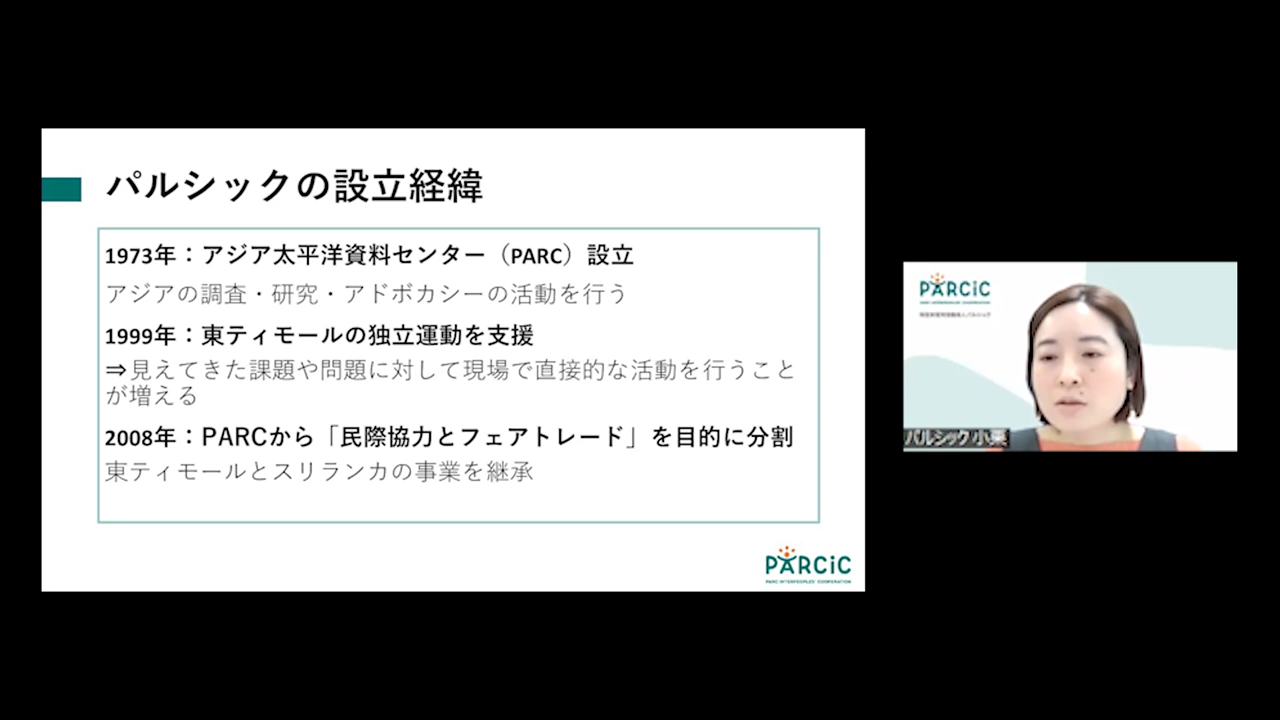 パルシックの設立経緯
1973年：アジア太平洋資料センター（PARC）設立
アジアの調査・研究・アドボカシーの活動を行う
1999年：東ティモールの独立運動を支援
⇒見えてきた課題や問題に対して現場で直接的な活動を行うこと
が増える
2008年：PARCから「民際協力とフェアトレード」を目的に分割
東ティモールとスリランカの事業を継承
PARCiC
PARC INTERPEOPLES' COOPERATION
PARCiC
PARC INTERPEOPLES' COOPERATION
パルシック 小栗